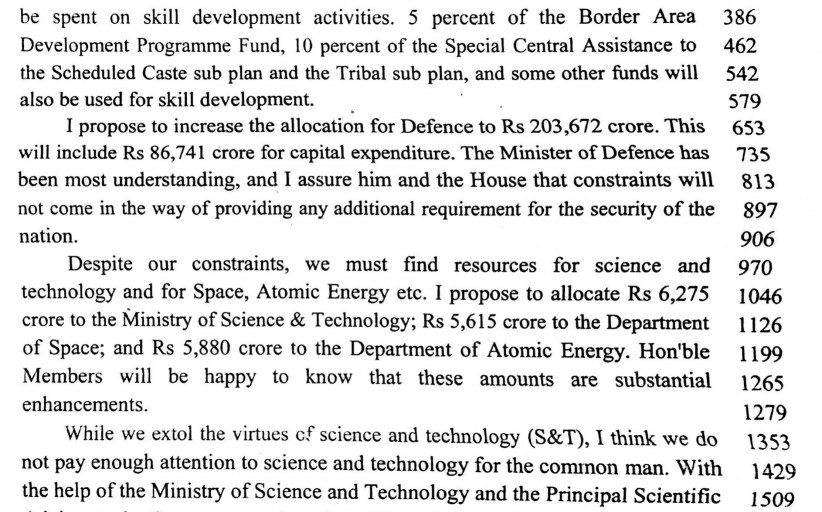 be spent on skill development activities. 5 percent of the Border Area 386
Development Programme Fund, 10 percent of the Special Central Assistance to 462
the Scheduled Caste sub plan and the Tribal sub plan, and some other funds will 542
also be used for skill development. 579
I propose to increase the allocation for Defence to Rs 203,672 crore. This 653
will include Rs 86,741 crore for capital expenditure. The Minister of Defence has 735
been most understanding, and I assure him and the House that constraints will 813
not come in the way of providing any additional requirement for the security of the 897
nation. 906
Despite our constraints, we must find resources for science and 970
technology and for Space, Atomic Energy etc. I propose to allocate Rs 6,275 1046
crore to the Ministry of Science & Technology; Rs 5,615 crore to the Department 1126
of Space; and Rs 5,880 crore to the Department of Atomic Energy. Hon'ble 1199
Members will be happy to know that these amounts are substantial 1265
enhancements. 1279
While we extol the virtues of science and technology (S&T), I think we do 1353
not pay enough attention to science and technology for the common man. With 1429
the help of the Ministry of Science and Technology and the Principal Scientific 1509